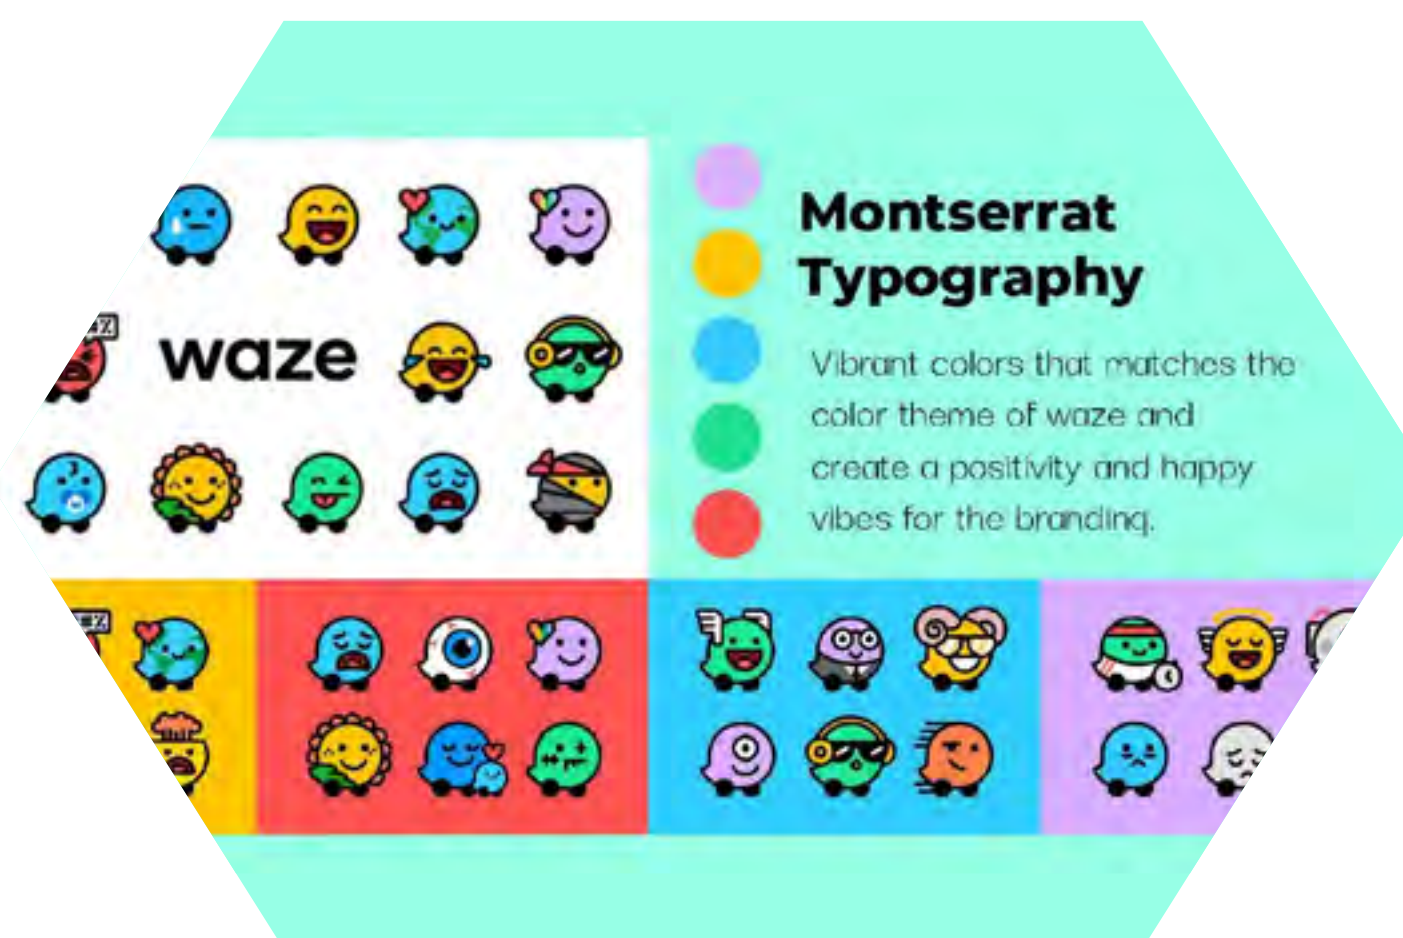 waze
Montserrat
Typography
Vibrant colors that matches the
color theme of waze and
create a positivity and happy
vibes for the branding.